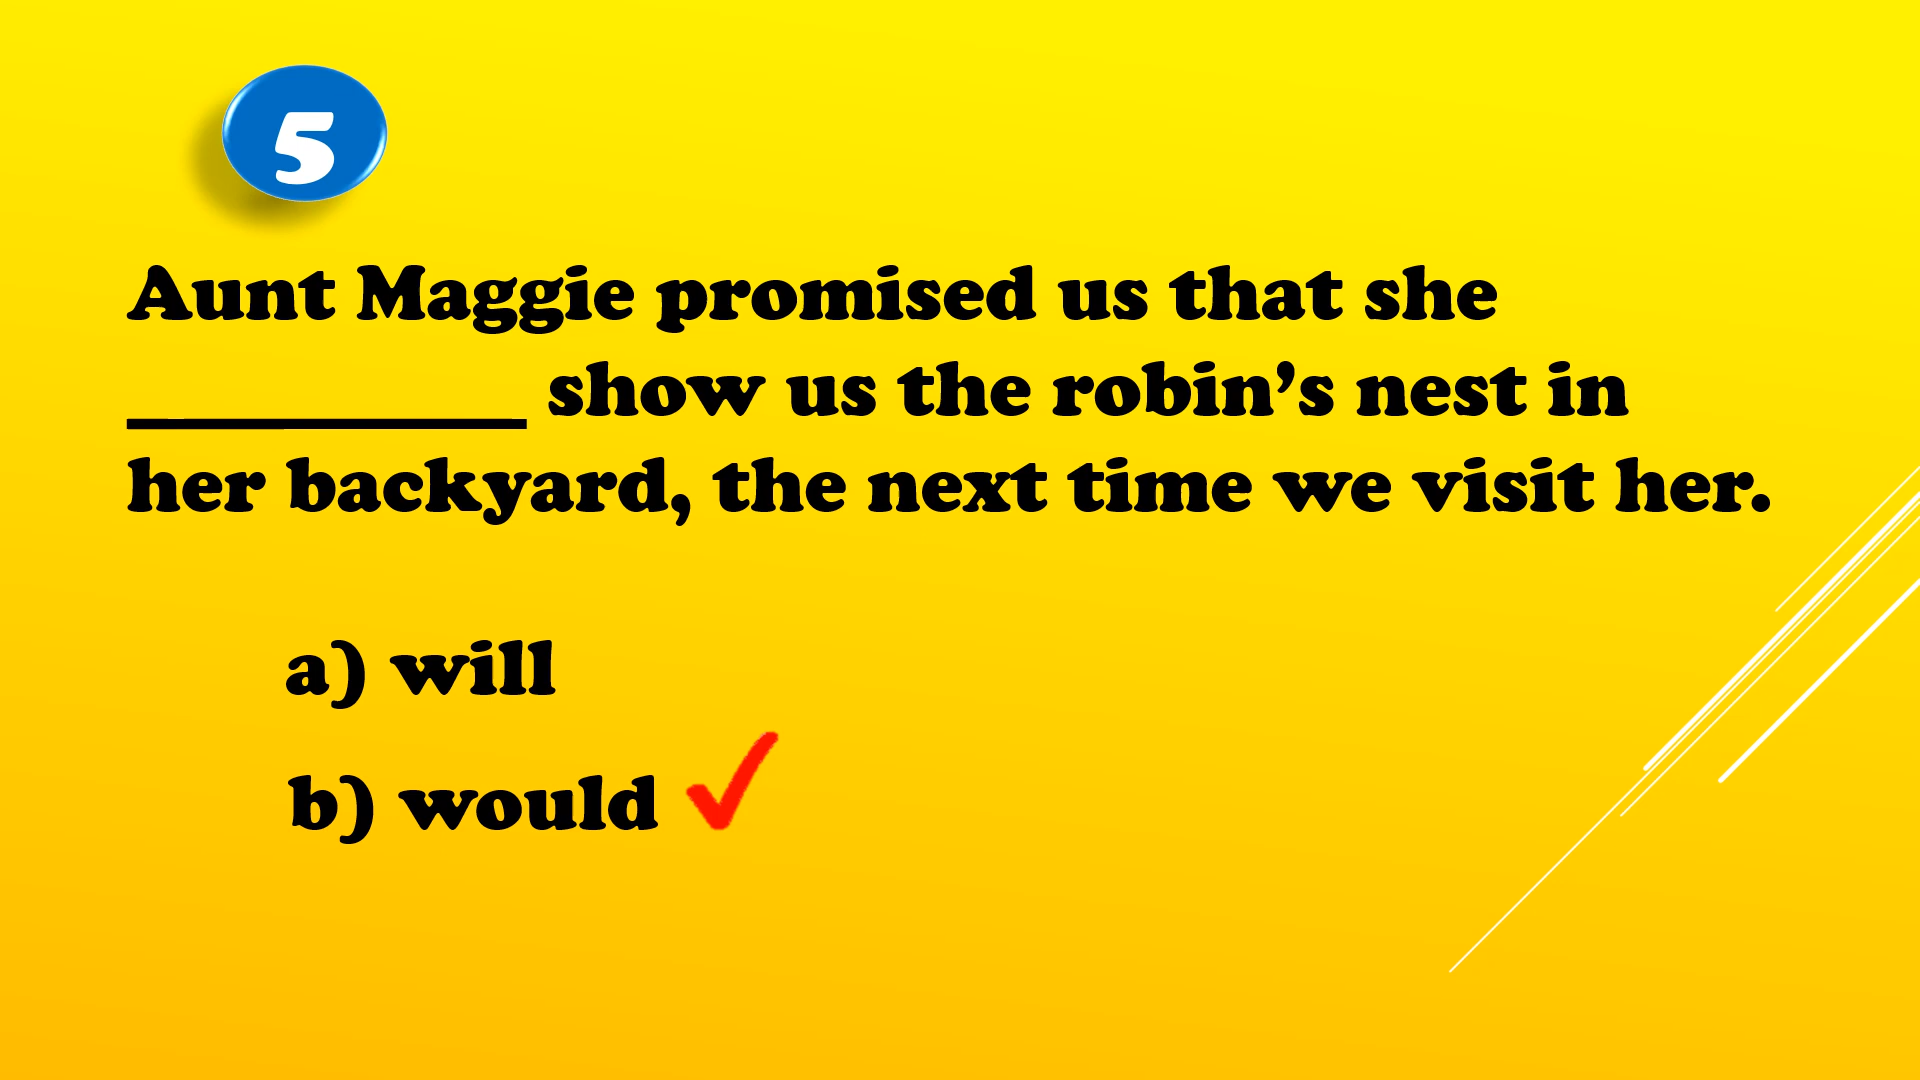 5
Aunt Maggie promised us that she
__________ show us the robin’s nest in
her backyard, the next time we visit her.
a) will
b) would